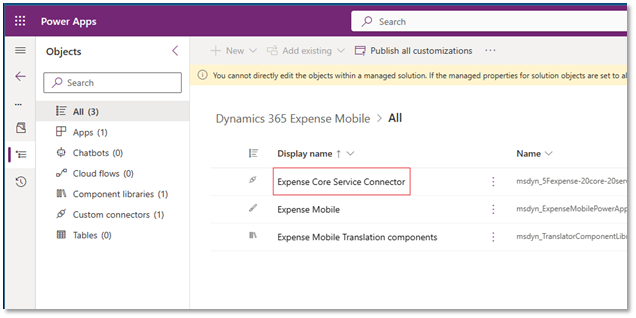 Power Apps
Search
Objects
New
Add existing
Publish all customizations
Search
You cannot directly edit the objects within a managed solution. If the managed properties for solution objects are set to al
All (3)
Apps (1)
Chatbots (0)
Cloud flows (0)
Component libraries (1)
Custom connectors (1)
Tables (0)
Dynamics 365 Expense Mobile > All
Display name ↑
Name
Expense Core Service Connector
msdyn_5Fexpense-20core-20serv
Expense Mobile
msdyn_ExpenseMobilePowerApp
Expense Mobile Translation components
msdyn_TranslatorComponentLib